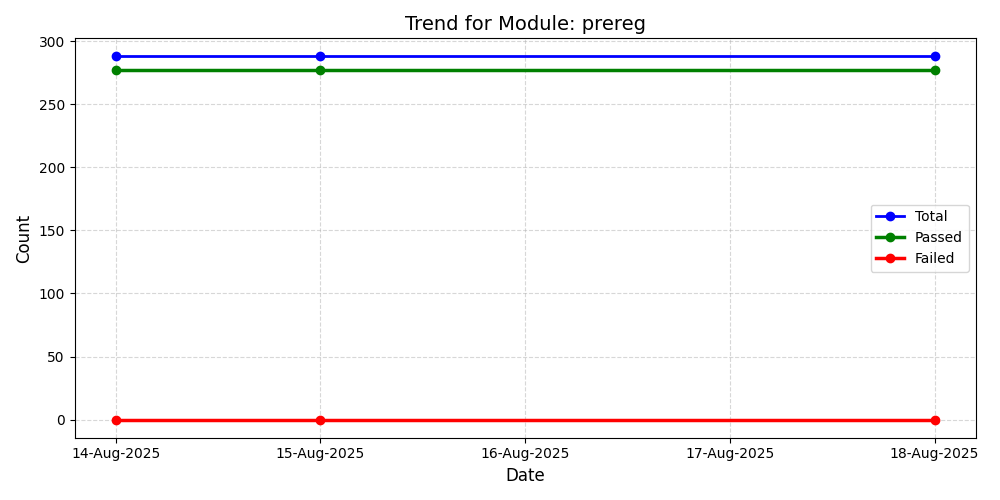 Trend for Module: prereg
300
250
200
150
100
50
0
Count
Total
Passed
Failed
14-Aug-2025
15-Aug-2025
16-Aug-2025
17-Aug-2025
18-Aug-2025
Date